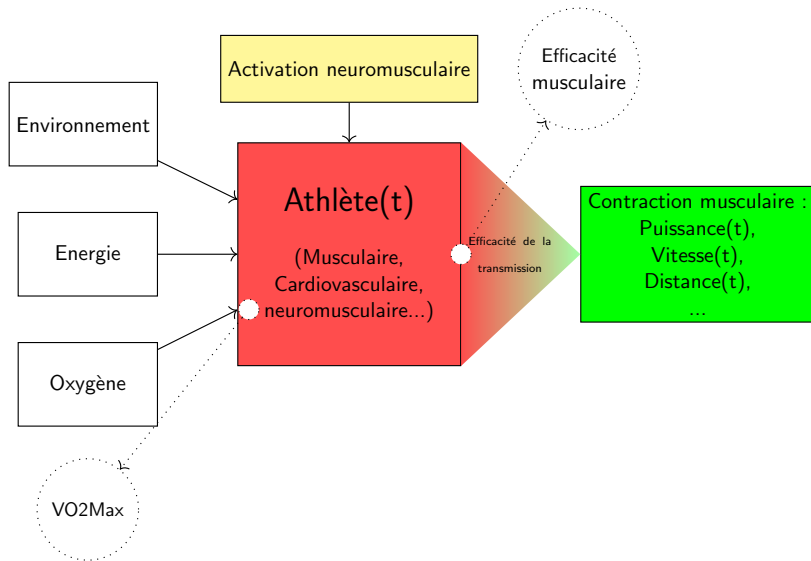 Activation neuromusculaire
Efficacité
musculaire
Environnement
Energie
Oxygène
Athlète(t)
(Musculaire,
Cardiovasculaire,
neuromusculaire...)
Efficacité de la
transmission
Contraction musculaire :
Puissance(t),
Vitesse(t),
Distance(t),
...
VO2Max